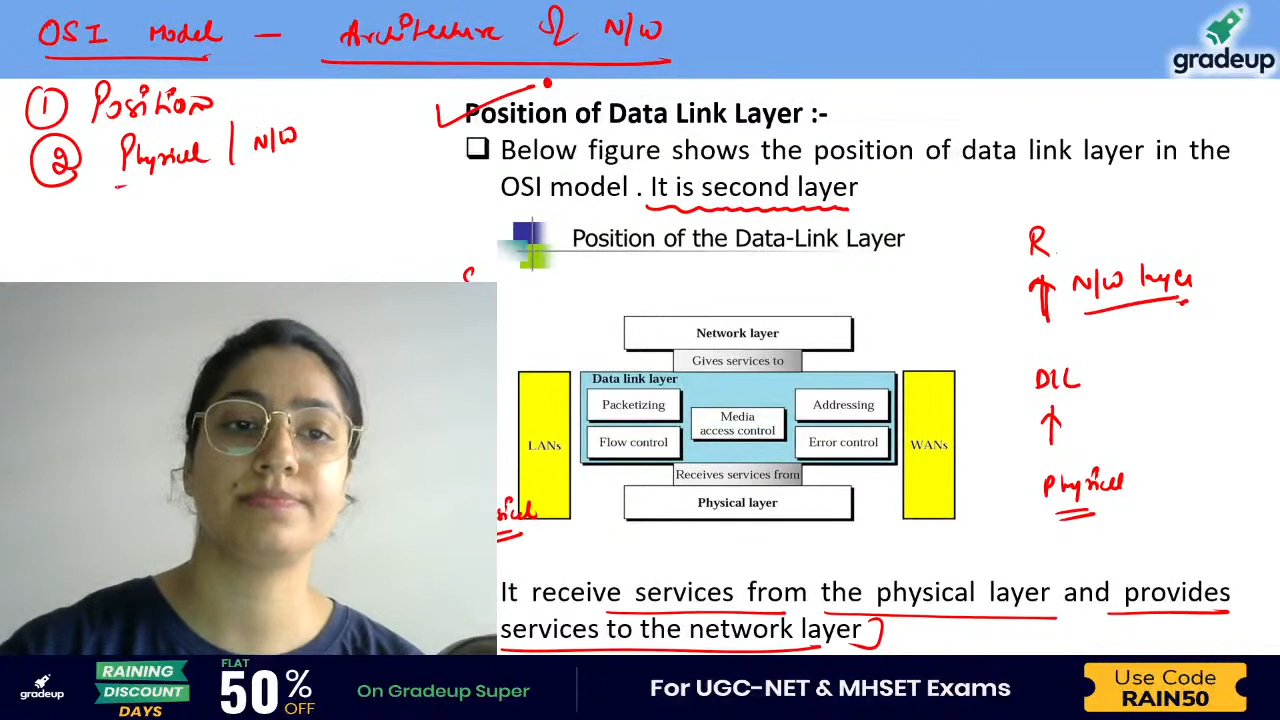 OSI Model — Architecture of N/W
gradeup
① Position
② Physical | N/W
Position of Data Link Layer :-
❑ Below figure shows the position of data link layer in the
OSI model . It is second layer
Position of the Data-Link Layer
R
N/W layer
Network layer
Gives services to
Data link layer
Packetizing
Addressing
Media
access control
Flow control
Error control
LANs
WANs
Receives services from
Physical layer
DLL
Physical
It receive services from the physical layer and provides
services to the network layer
gradeup
RAINING
DISCOUNT
DAYS
FLAT
50 % OFF
On Gradeup Super
For UGC-NET & MHSET Exams
Use Code
RAIN50